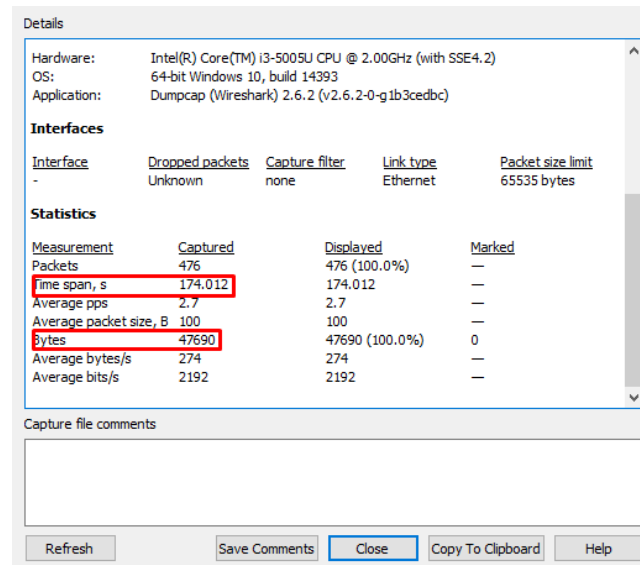 Details
Hardware: Intel(R) Core(TM) i3-5005U CPU @ 2.00GHz (with SSE4.2)
OS: 64-bit Windows 10, build 14393
Application: Dumpcap (Wireshark) 2.6.2 (v2.6.2-0-g1b3cedbc)
Interfaces
Interface Dropped packets Capture filter Link type Packet size limit
- Unknown none Ethernet 65535 bytes
Statistics
Measurement Captured Displayed Marked
Packets 476 476 (100.0%) —
Time span, s 174.012 174.012 —
Average pps 2.7 2.7 —
Average packet size, B 100 100 —
Bytes 47690 47690 (100.0%) 0
Average bytes/s 274 274 —
Average bits/s 2192 2192 —
Capture file comments
Refresh Save Comments Close Copy To Clipboard Help